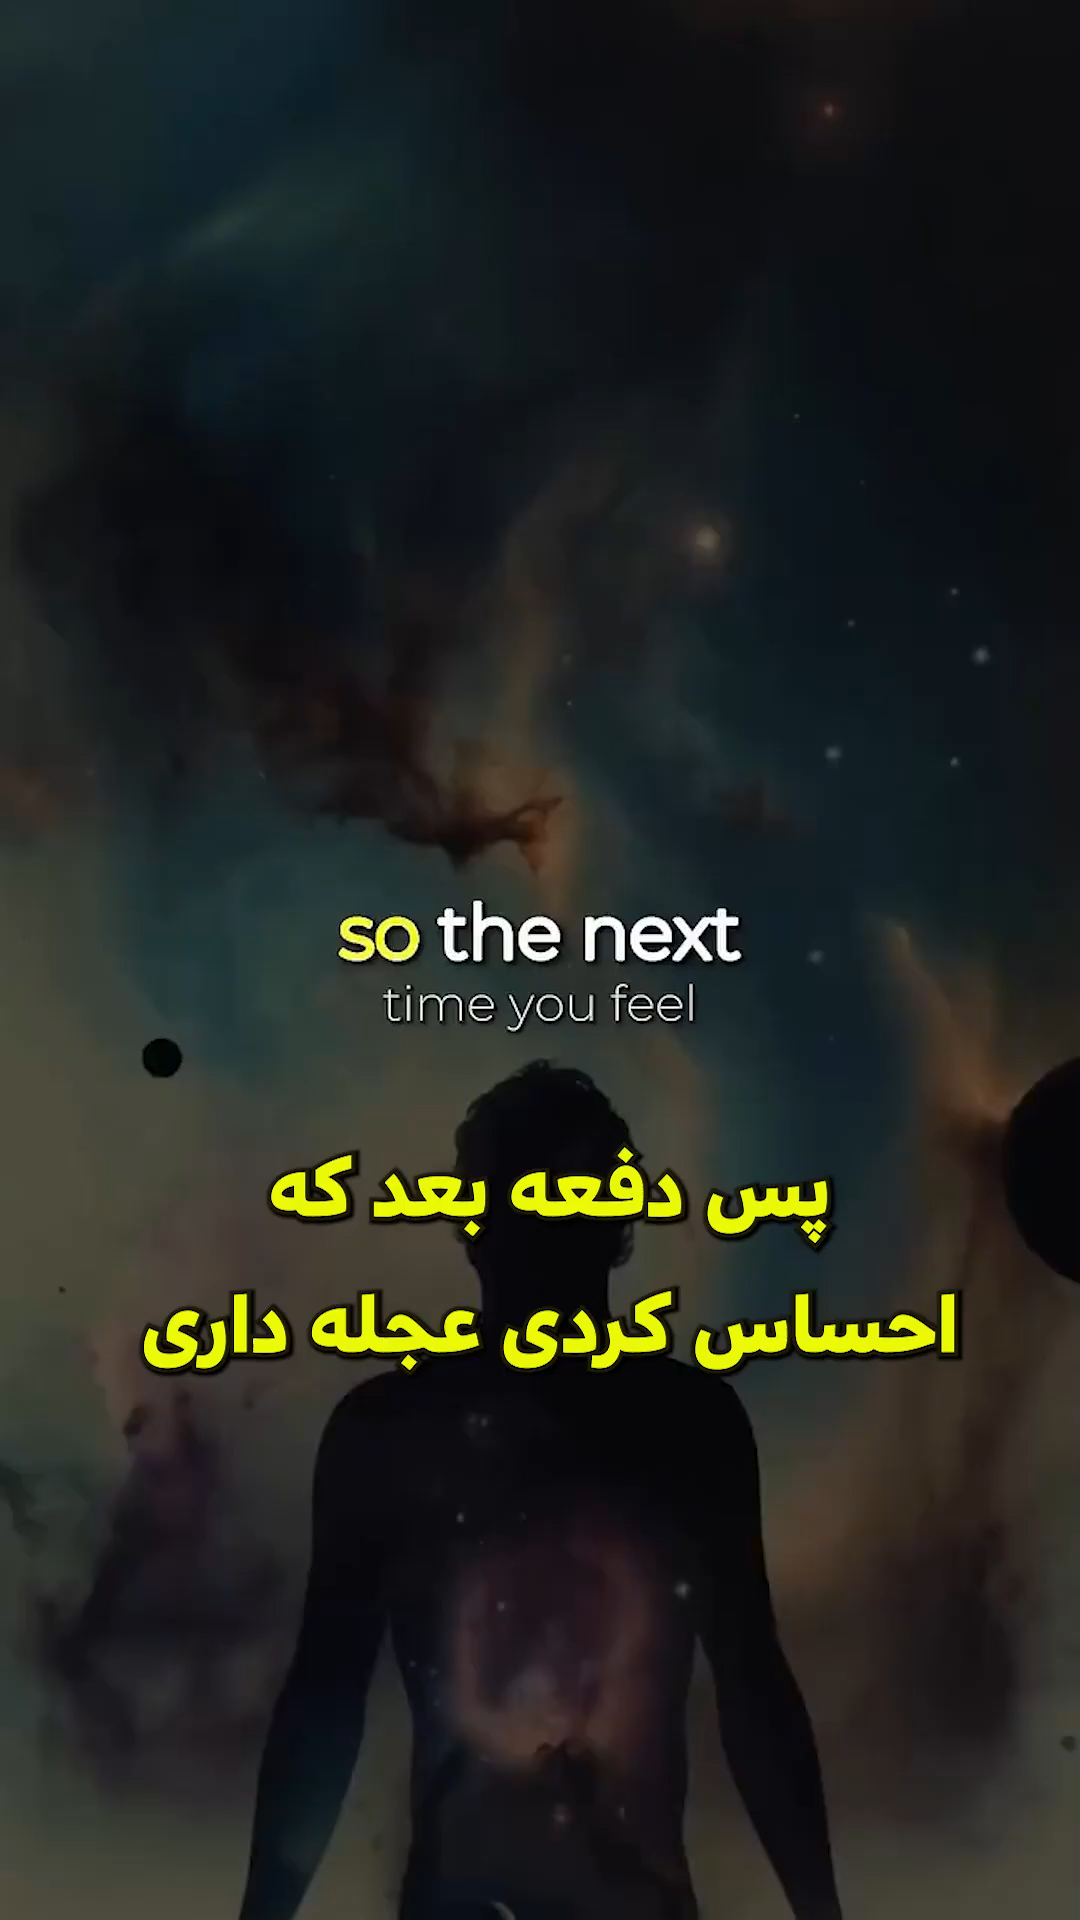 so the next
time you feel
پس دفعه بعد که
احساس کردی عجله داری